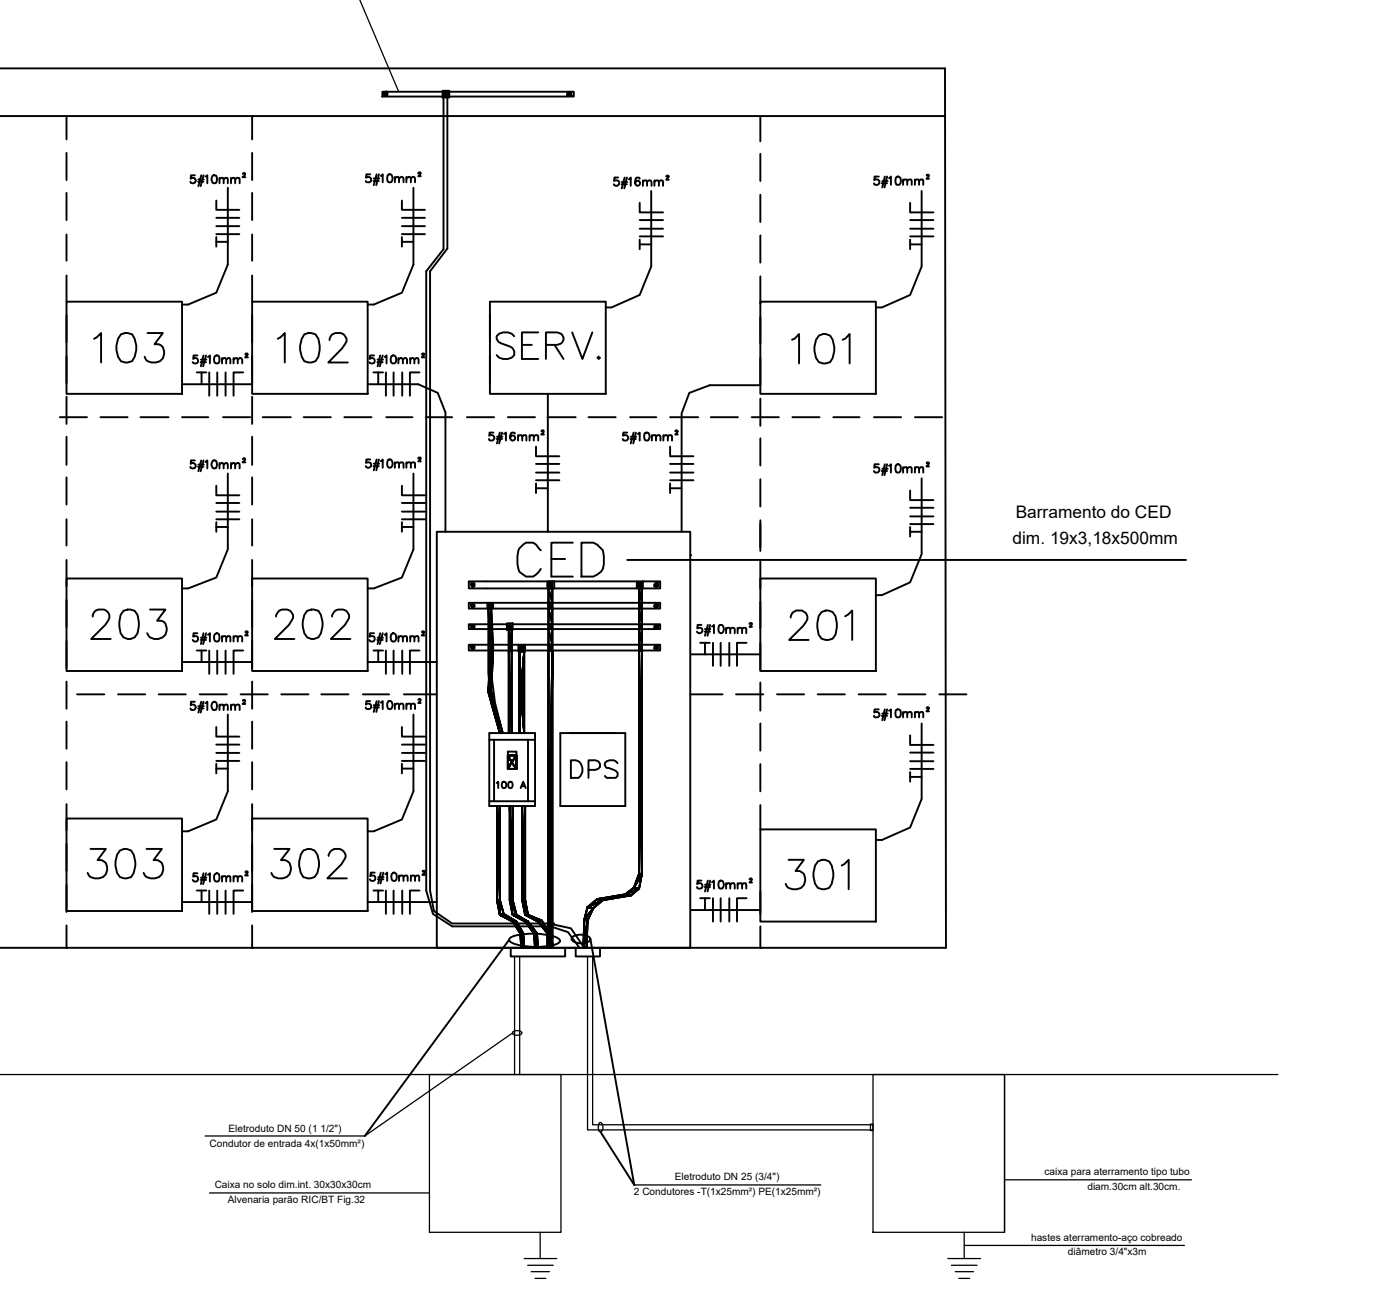 5#10mm²
5#10mm²
5#16mm²
5#10mm²
103
102
SERV.
101
5#10mm²
5#10mm²
5#16mm²
5#10mm²
5#10mm²
5#10mm²
5#10mm²
Barramento do CED
dim. 19x3,18x500mm
CED
203
202
201
5#10mm²
5#10mm²
5#10mm²
5#10mm²
5#10mm²
5#10mm²
DPS
100 A
303
302
301
5#10mm²
5#10mm²
5#10mm²
Eletroduto DN 50 (1 1/2")
Condutor de entrada 4x(1x50mm²)
Caixa no solo dim.int. 30x30x30cm
Alvenaria parão RIC/BT Fig.32
Eletroduto DN 25 (3/4")
2 Condutores -T(1x25mm²) PE(1x25mm²)
caixa para aterramento tipo tubo
diam.30cm alt.30cm.
hastes aterramento-aço cobreado
diâmetro 3/4"x3m